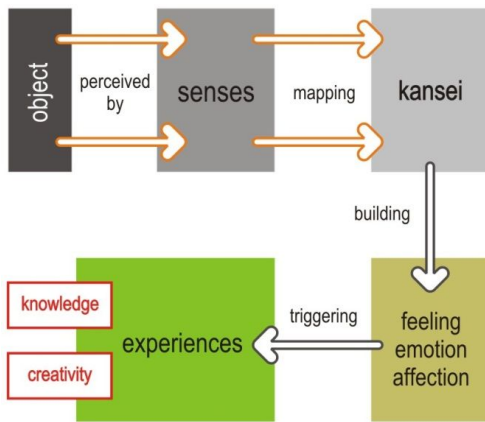 object
perceived
by
senses
mapping
kansei
building
feeling
emotion
affection
triggering
experiences
knowledge
creativity